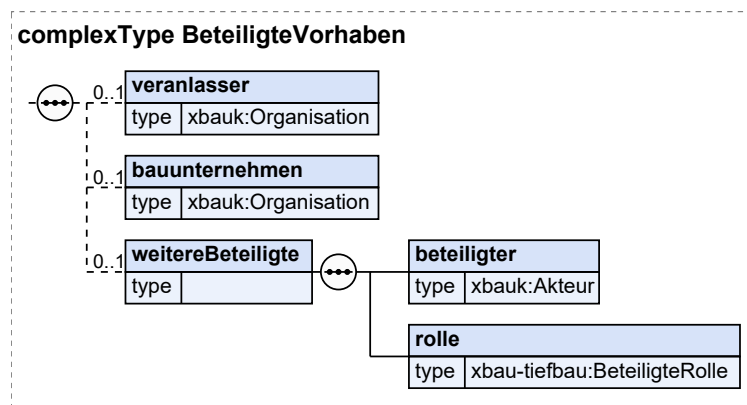 complexType BeteiligteVorhaben
0..1 veranlasser
type xbauk:Organisation
0..1 bauunternehmen
type xbauk:Organisation
0..1 weitereBeteiligte
type
beteiligter
type xbauk:Akteur
rolle
type xbau-tiefbau:BeteiligteRolle